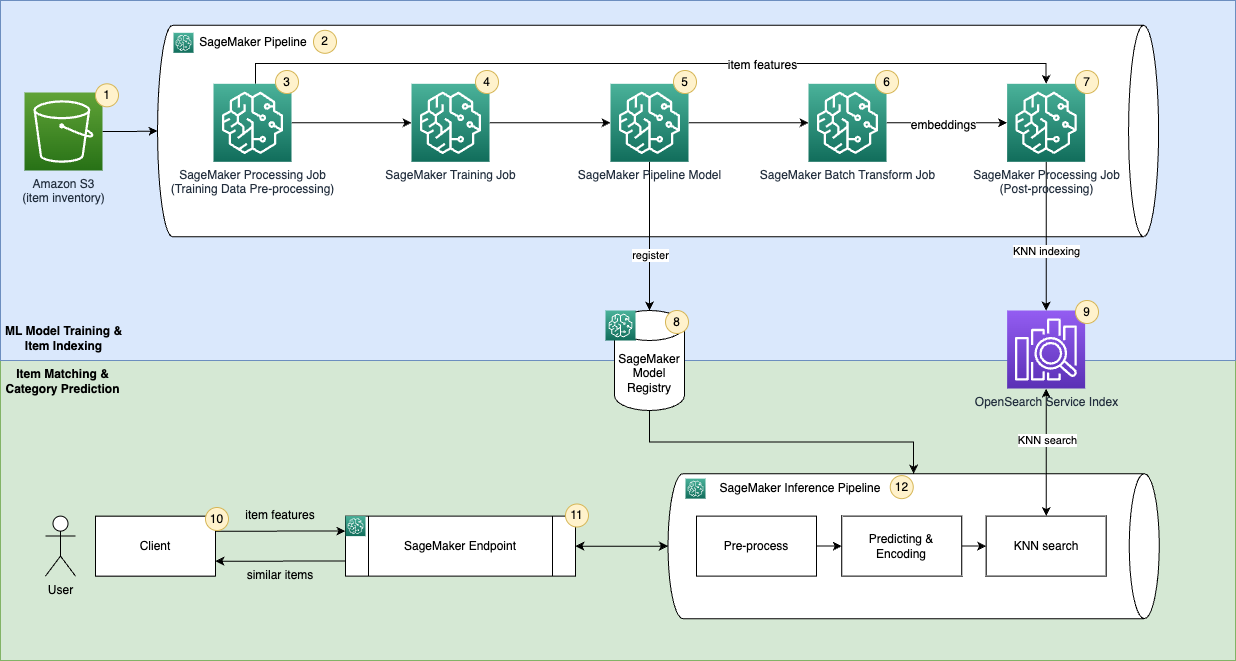 SageMaker Pipeline
2
item features
1
3
4
5
6
7
embeddings
Amazon S3
(item inventory)
SageMaker Processing Job
(Training Data Pre-processing)
SageMaker Training Job
SageMaker Pipeline Model
SageMaker Batch Transform Job
SageMaker Processing Job
(Post-processing)
register
KNN indexing
ML Model Training &
Item Indexing
8
9
SageMaker
Model
Registry
Item Matching &
Category Prediction
OpenSearch Service Index
KNN search
SageMaker Inference Pipeline
12
10
item features
11
Client
SageMaker Endpoint
Pre-process
Predicting &
Encoding
KNN search
similar items
User